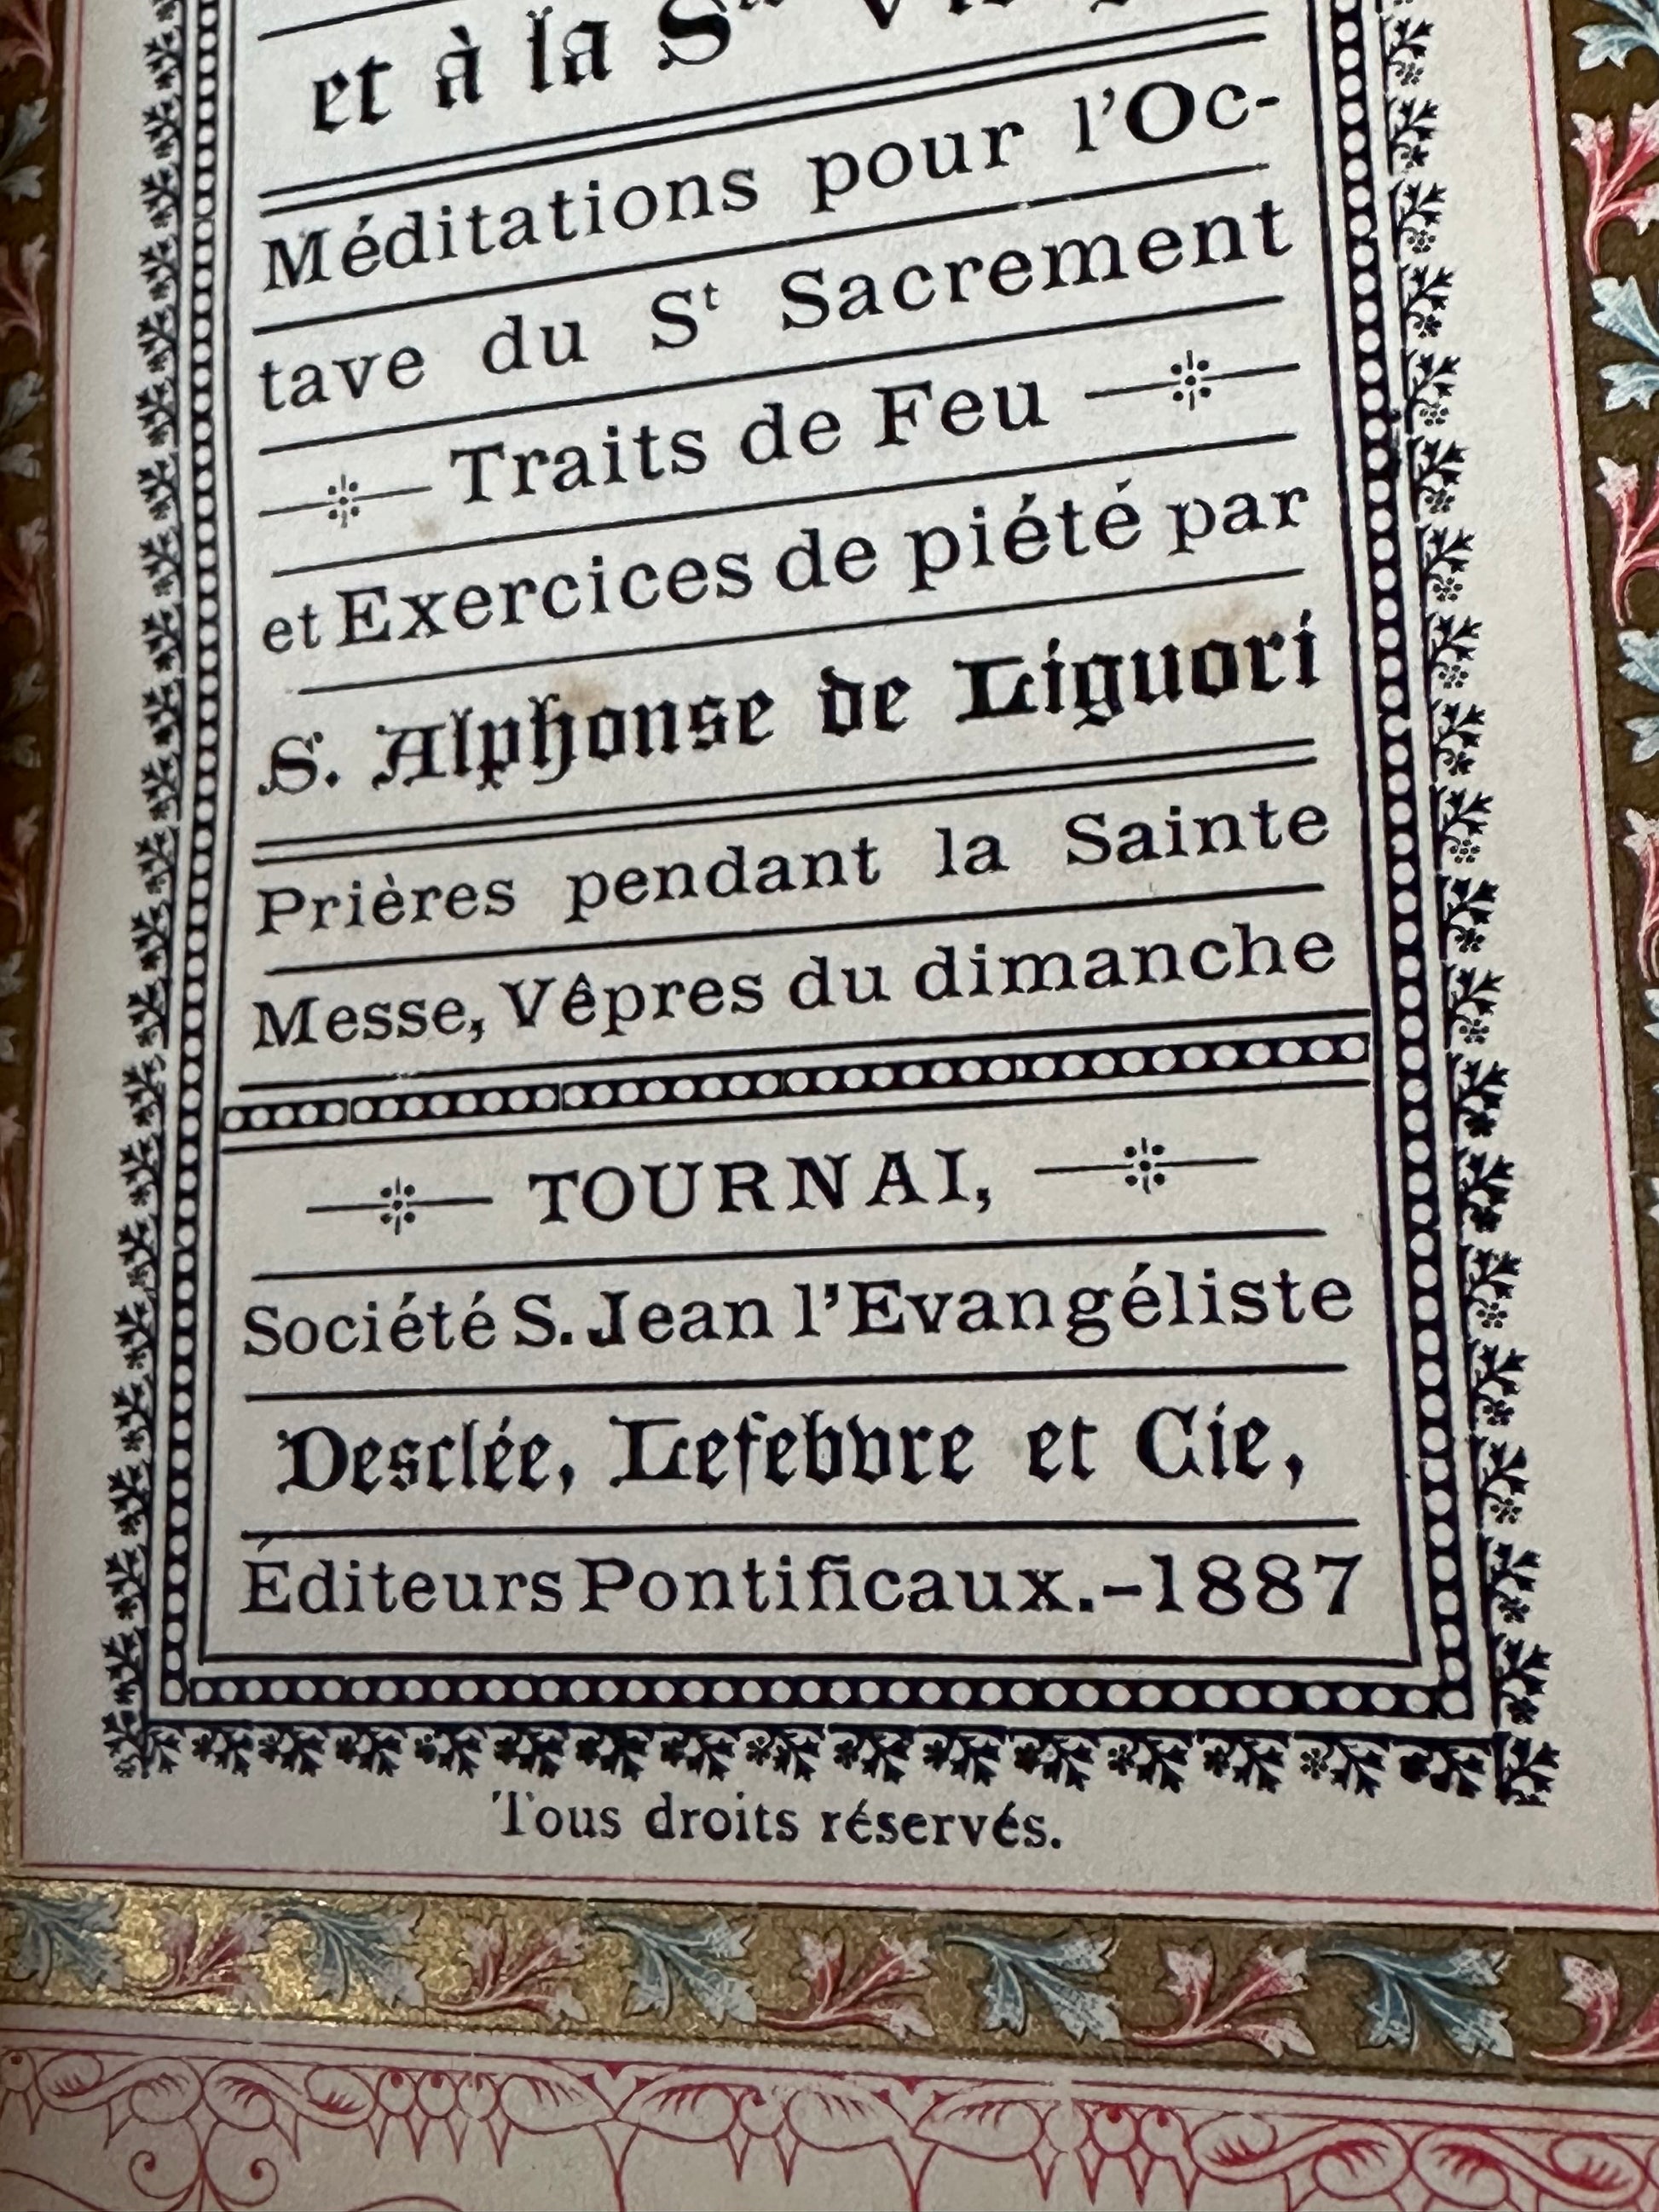 et à la Ste
Méditations pour l'Oc-
tave du St Sacrement
Traits de Feu
et Exercices de piété par
S. Alphonse de Liguori
Prières pendant la Sainte
Messe, Vêpres du dimanche
TOURNAI,
Société S. Jean l'Evangéliste
Desclée, Lefebvre et Cie,
Éditeurs Pontificaux.-1887
Tous droits réservés.